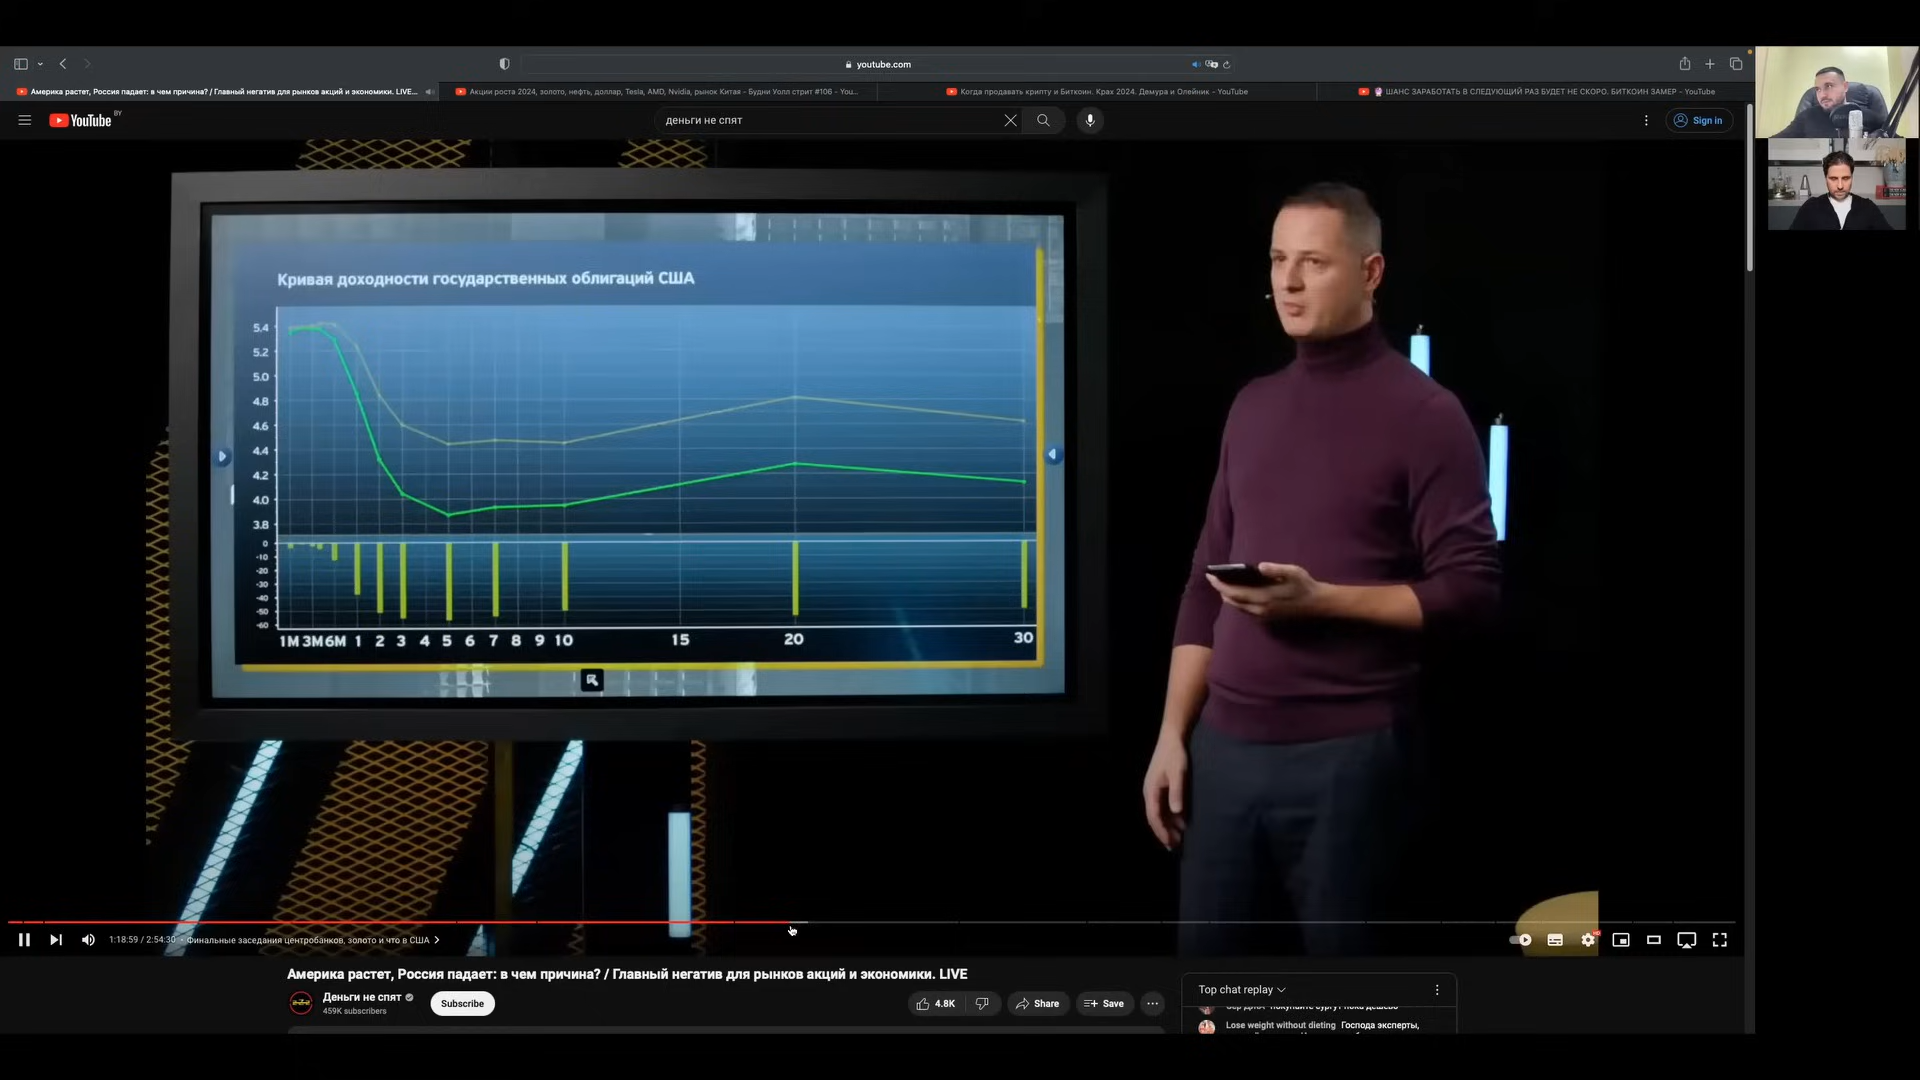 youtube.com
Америка растет, Россия падает: в чем причина? / Главный негатив для рынков акций и экономики. LIVE...
Акции роста 2024, золото, нефть, доллар, Tesla, AMD, Nvidia, рынок Китая - Будни Уолл стрит #106 - You...
Когда продавать крипту и Биткоин. Крах 2024. Демура и Олейник - YouTube
ШАНС ЗАРАБОТАТЬ В СЛЕДУЮЩИЙ РАЗ БУДЕТ НЕ СКОРО. БИТКОИН ЗАМЕР - YouTube
YouTube BY
деньги не спят
Sign in
Кривая доходности государственных облигаций США
5.4
5.2
5.0
4.8
4.6
4.4
4.2
4.0
3.8
0
-10
-20
-30
-40
-50
-60
1M 3M 6M 1 2 3 4 5 6 7 8 9 10 15 20 30
1:18:59 / 2:54:30 • Финальные заседания центробанков, золото и что в США
Америка растет, Россия падает: в чем причина? / Главный негатив для рынков акций и экономики. LIVE
Деньги не спят
459K subscribers
Subscribe
4.8K
Share
Save
Top chat replay
Lose weight without dieting Господа эксперты,